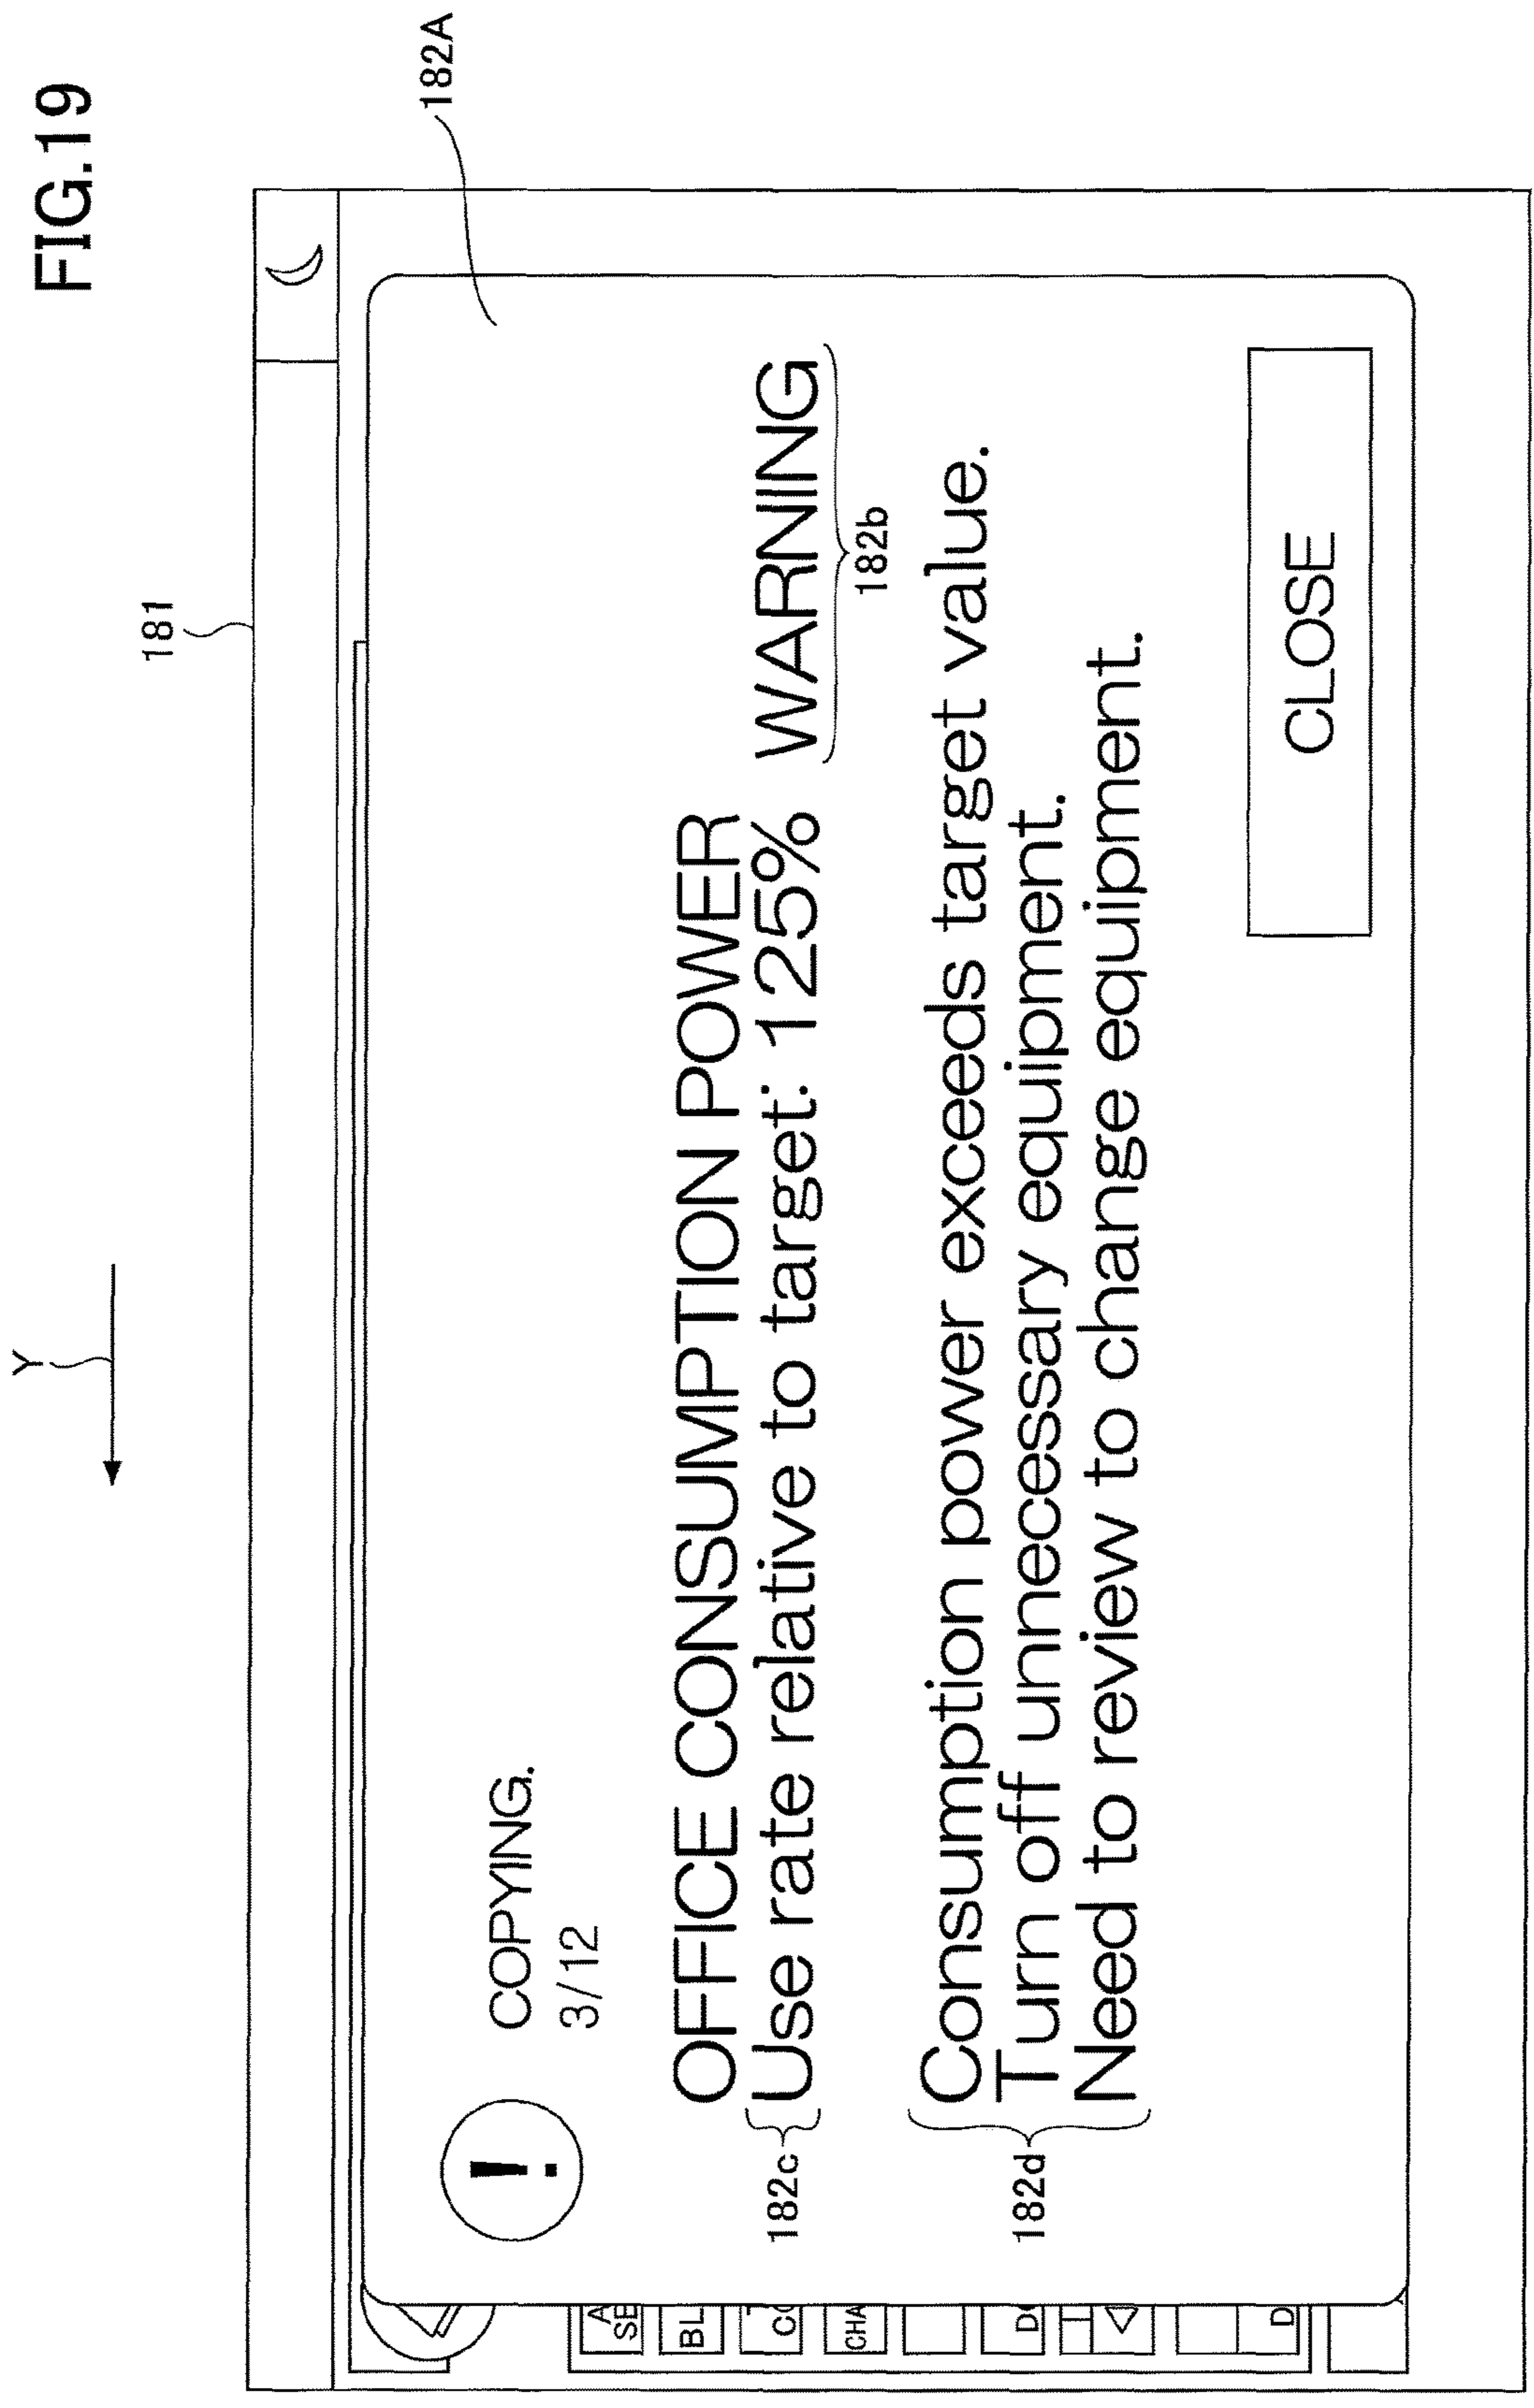 FIG.19
Y
181
182A
COPYING.
3/12
!
OFFICE CONSUMPTION POWER
Use rate relative to target: 125% WARNING
182c
182b
Consumption power exceeds target value.
Turn off unnecessary equipment.
Need to review to change equipment.
182d
CLOSE
A
SE
BL
CHA
D